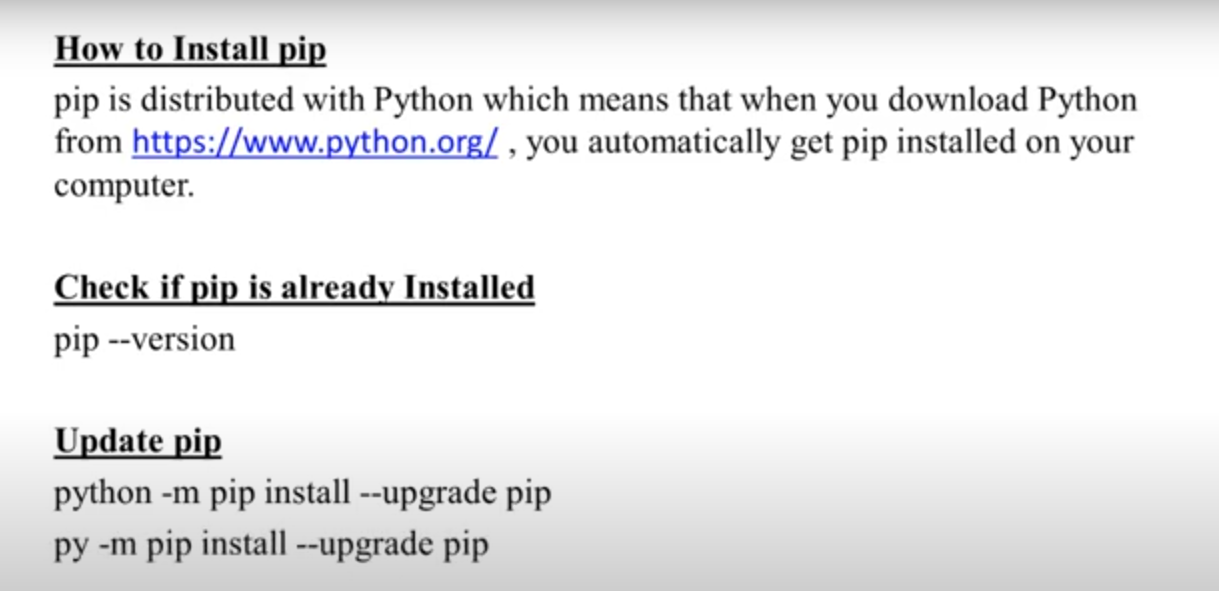 How to Install pip
pip is distributed with Python which means that when you download Python
from https://www.python.org/ , you automatically get pip installed on your
computer.
Check if pip is already Installed
pip --version
Update pip
python -m pip install --upgrade pip
py -m pip install --upgrade pip